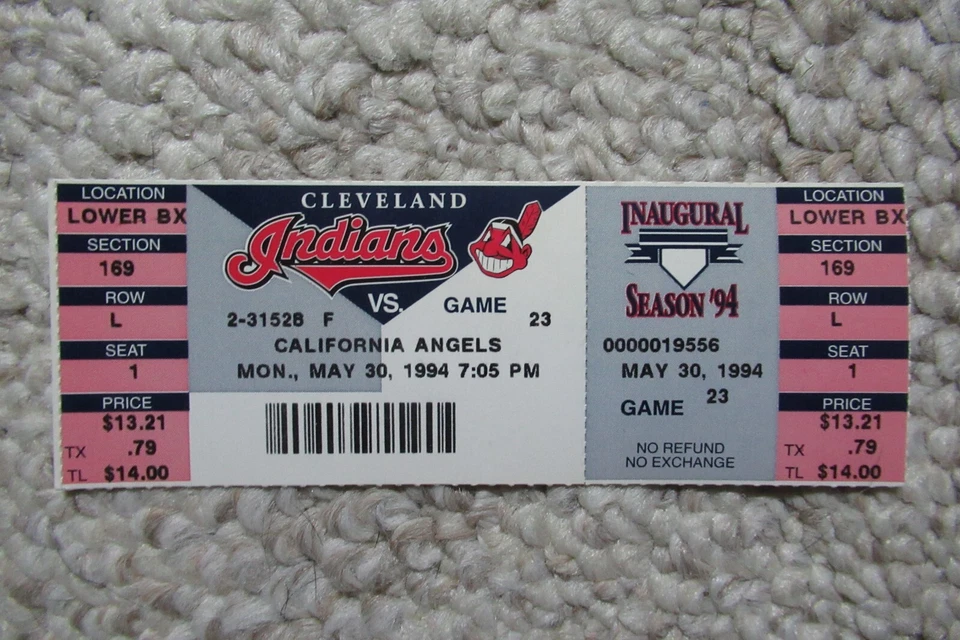 LOCATION
LOWER BX
SECTION
169
ROW
L
SEAT
1
PRICE
$13.21
TX .79
TL $14.00
CLEVELAND
Indians
VS.
GAME 23
2-31528 F
CALIFORNIA ANGELS
MON., MAY 30, 1994 7:05 PM
INAUGURAL
SEASON '94
0000019556
MAY 30, 1994
GAME 23
NO REFUND
NO EXCHANGE
LOCATION
LOWER BX
SECTION
169
ROW
L
SEAT
1
PRICE
$13.21
TX .79
TL $14.00